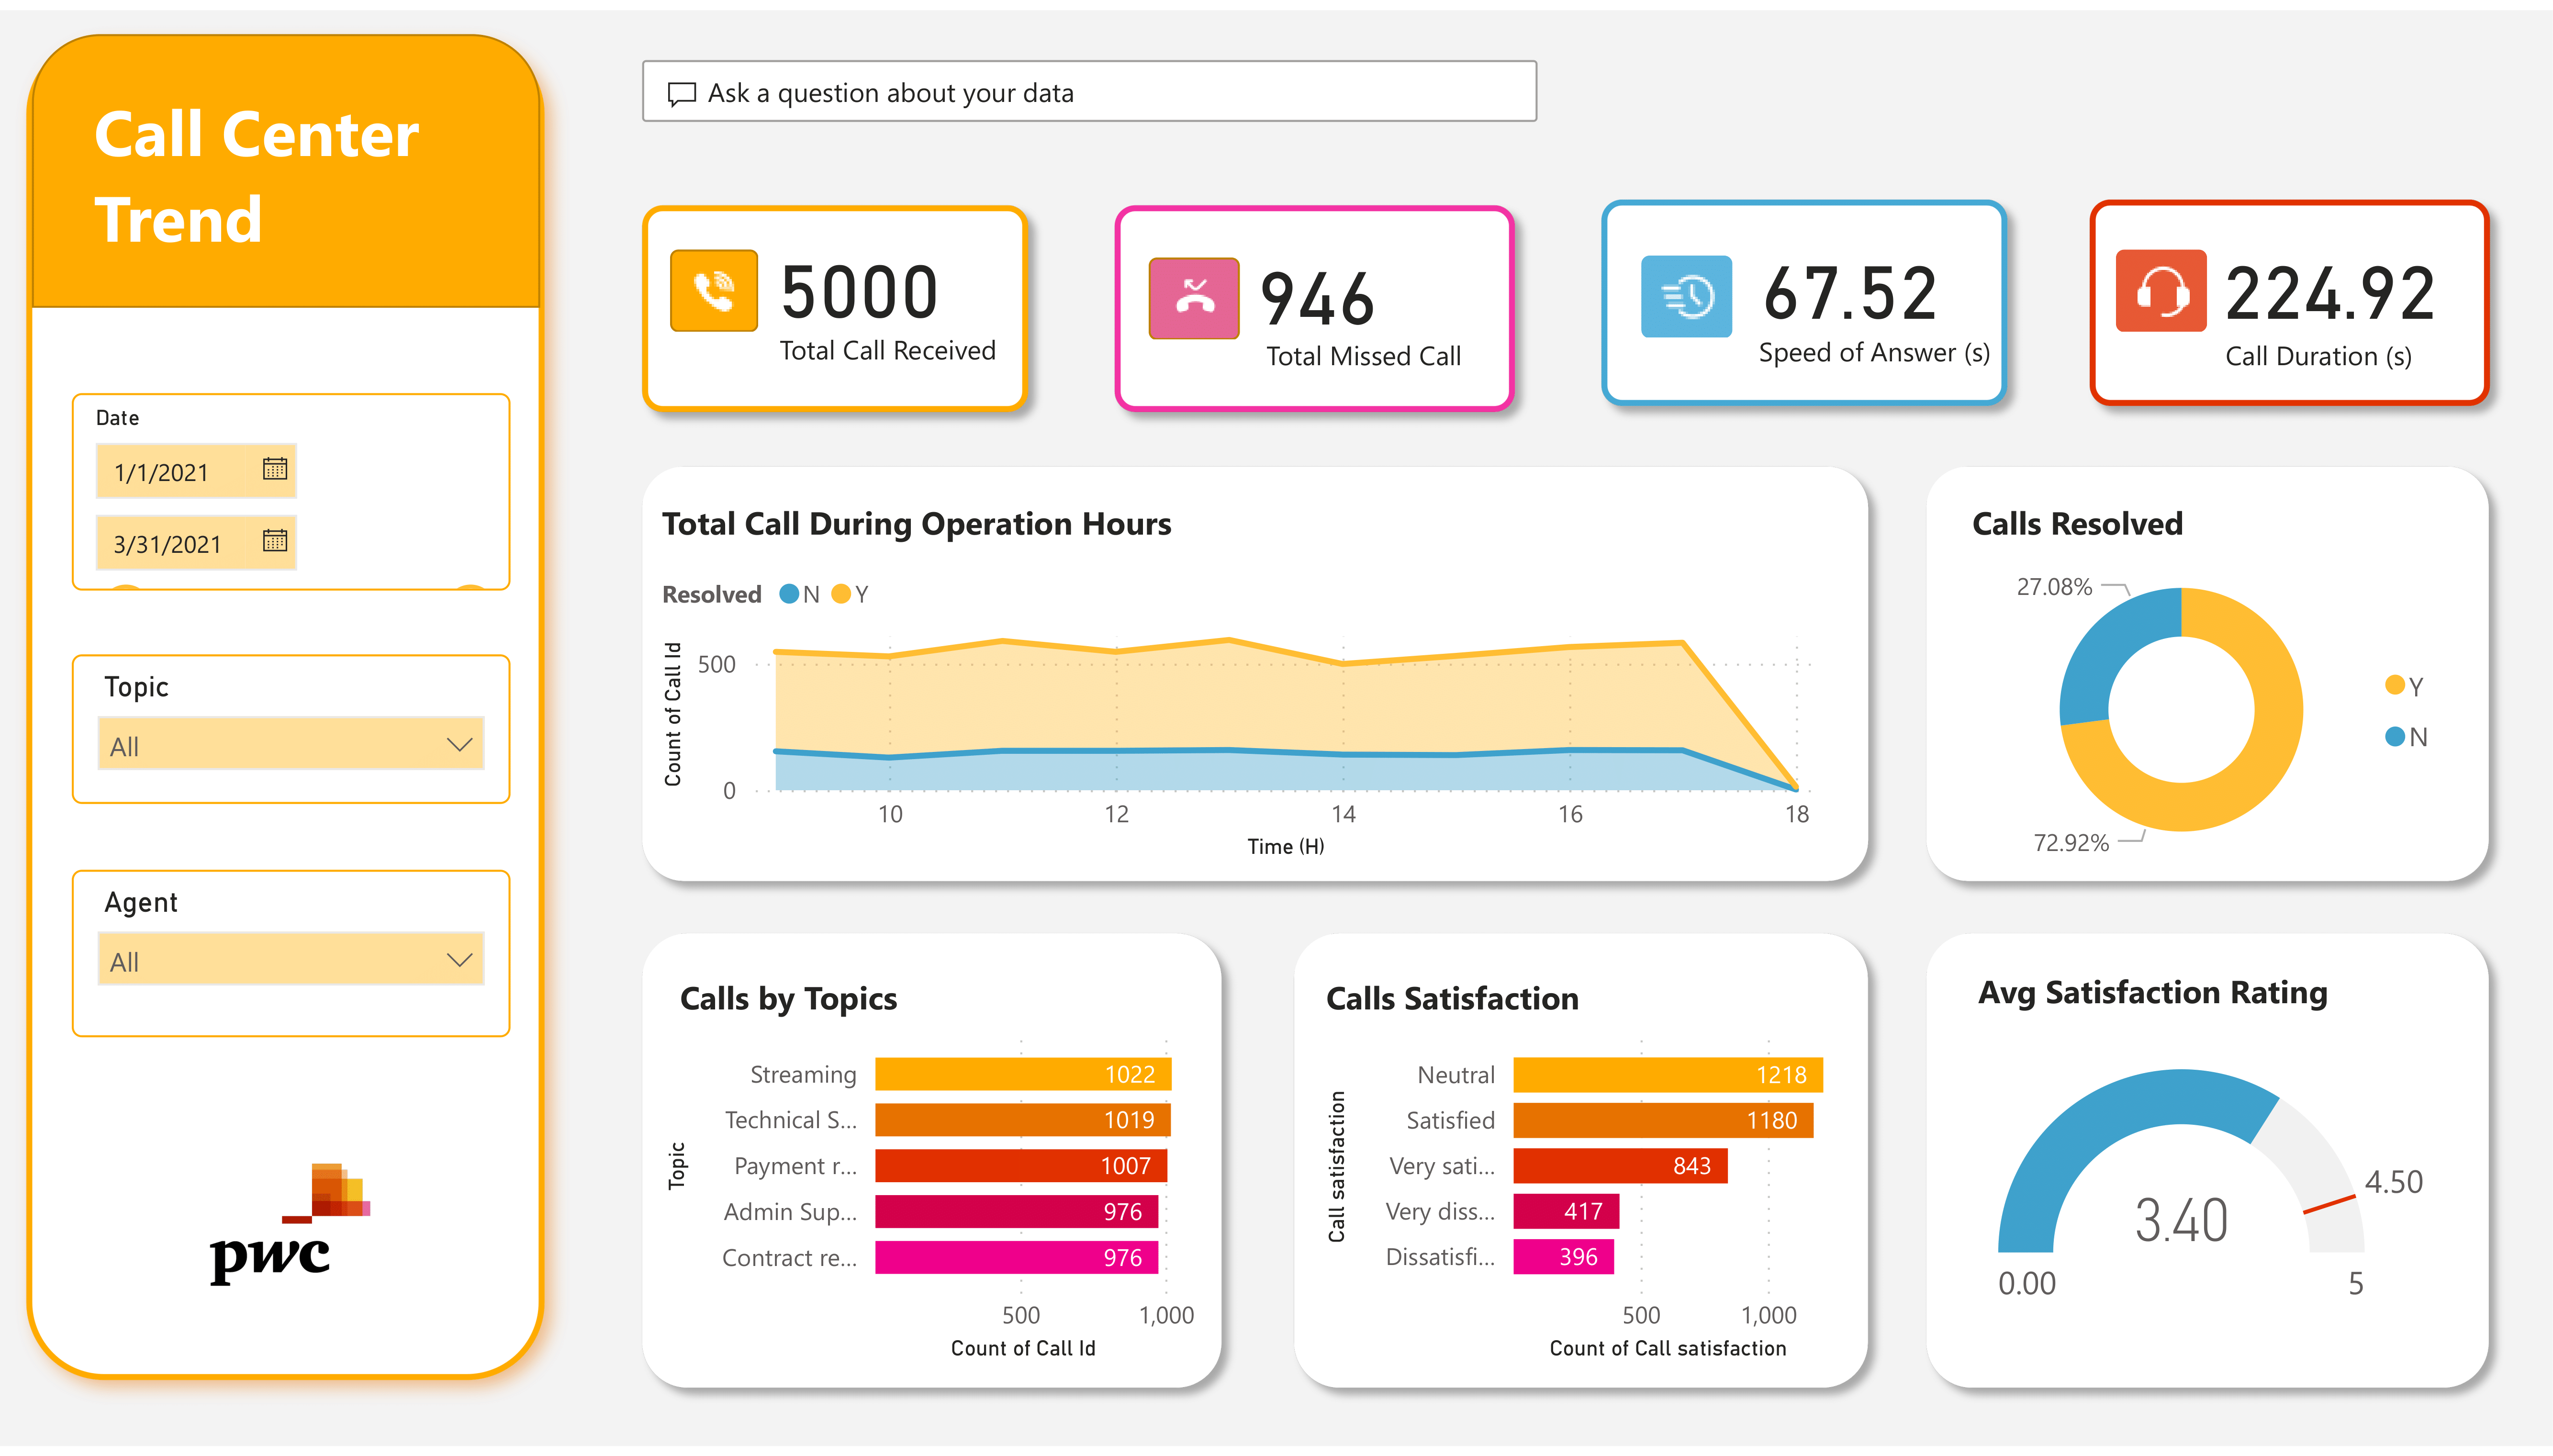 Call Center
Trend
Date
1/1/2021
3/31/2021
Topic
All
Agent
All
pwc
Ask a question about your data
5000
Total Call Received
946
Total Missed Call
67.52
Speed of Answer (s)
224.92
Call Duration (s)
Total Call During Operation Hours
Resolved N Y
Count of Call Id
500
0
10 12 14 16 18
Time (H)
Calls Resolved
27.08%
72.92%
Y
N
Calls by Topics
Topic
Streaming 1022
Technical S... 1019
Payment r... 1007
Admin Sup... 976
Contract re... 976
500 1,000
Count of Call Id
Calls Satisfaction
Call satisfaction
Neutral 1218
Satisfied 1180
Very sati... 843
Very diss... 417
Dissatisfi... 396
500 1,000
Count of Call satisfaction
Avg Satisfaction Rating
4.50
3.40
0.00 5